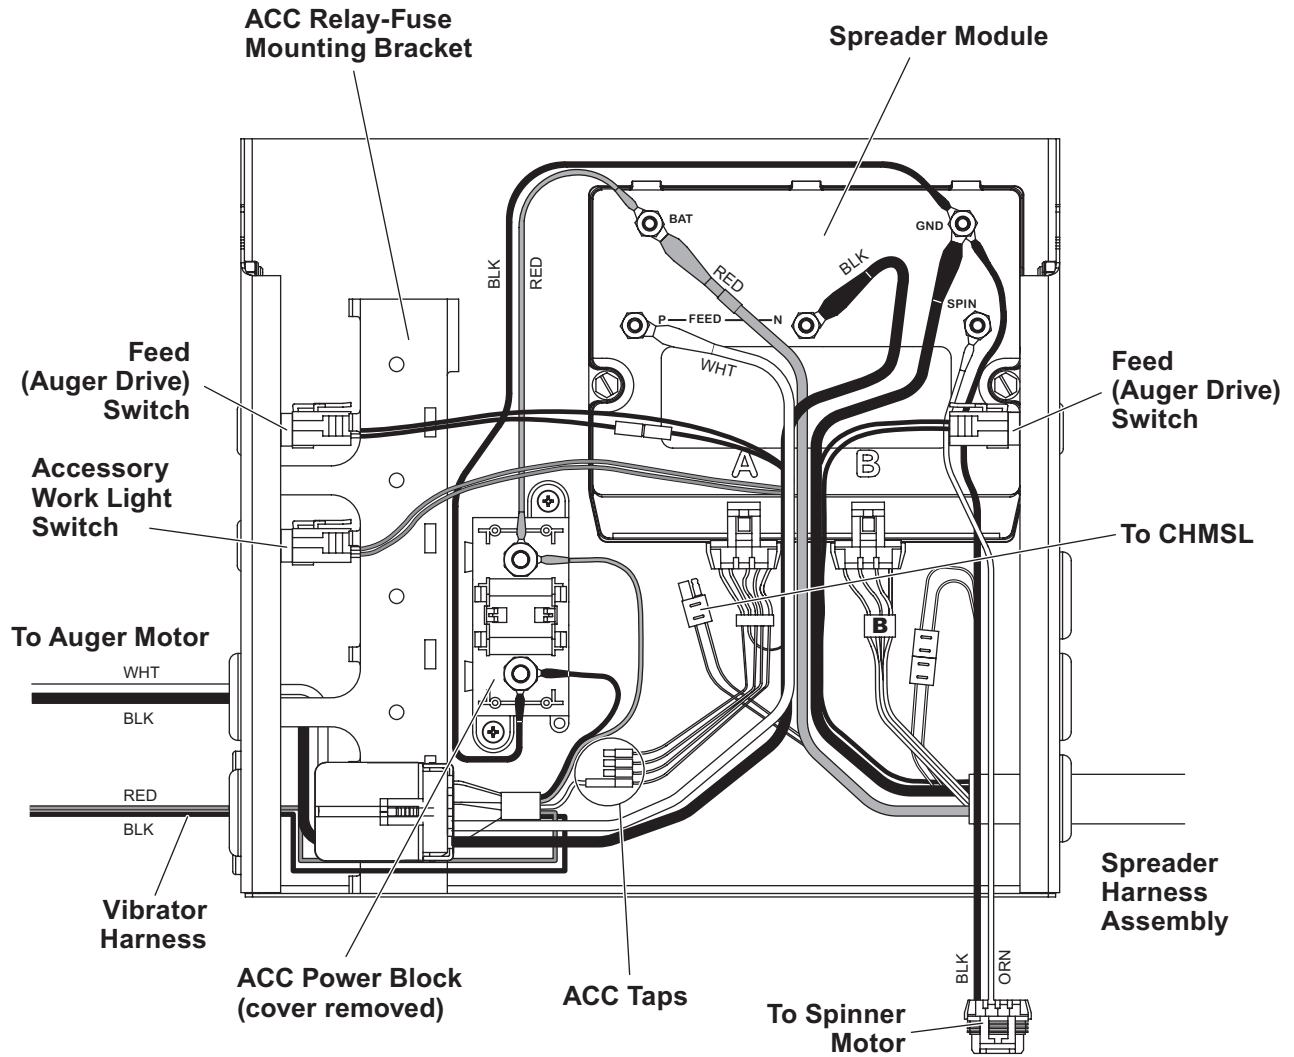 ACC Relay-Fuse
Mounting Bracket
Spreader Module
BAT
GND
BLK
RED
RED
BLK
SPIN
P
FEED
N
WHT
Feed
(Auger Drive)
Switch
Feed
(Auger Drive)
Switch
Accessory
Work Light
Switch
A
B
To CHMSL
B
To Auger Motor
WHT
BLK
RED
BLK
Vibrator
Harness
Spreader
Harness
Assembly
ACC Power Block
(cover removed)
ACC Taps
BLK
ORN
To Spinner
Motor